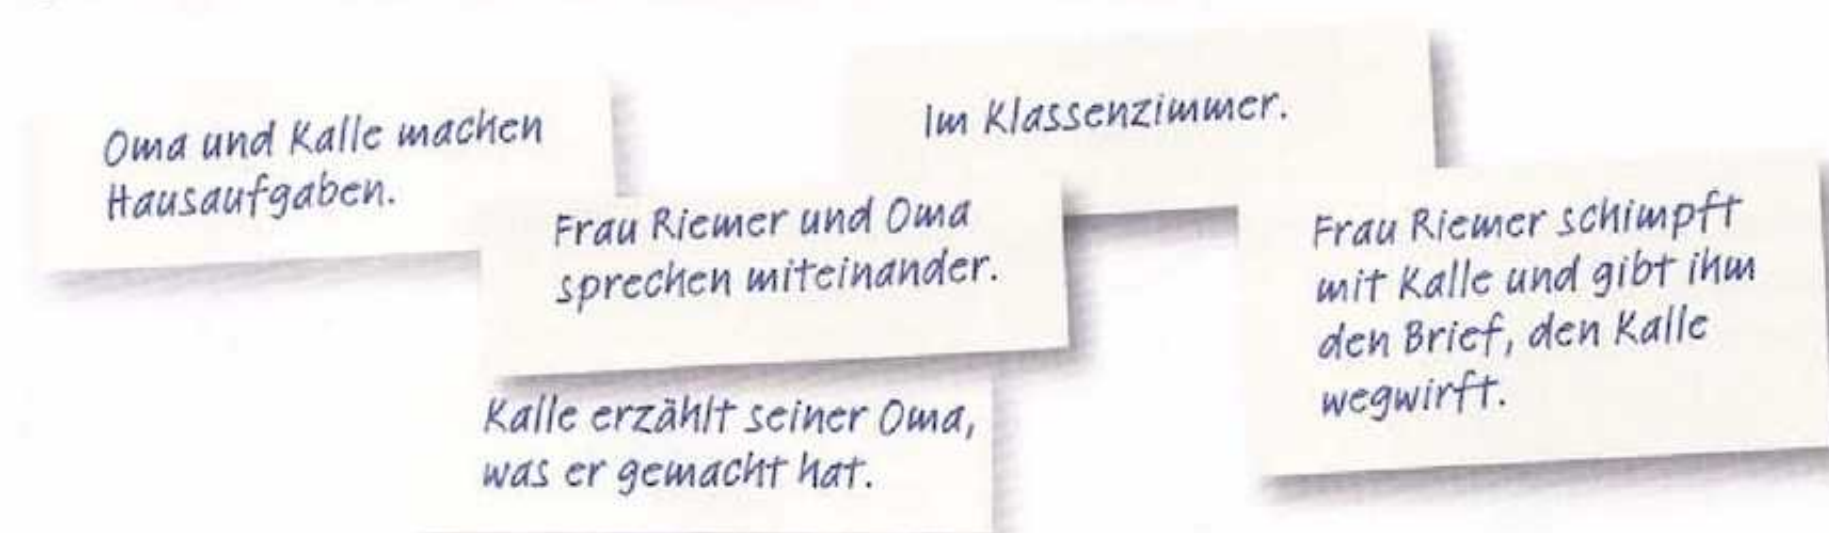 Oma und Kalle machen
Hausaufgaben.
Im Klassenzimmer.
Frau Riemer und Oma
sprechen miteinander.
Frau Riemer schimpft
mit Kalle und gibt ihm
den Brief, den Kalle
wegwirft.
Kalle erzählt seiner Oma,
was er gemacht hat.